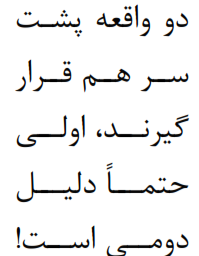 دو واقعه پشت
سر هم قرار
گیرند، اولی
حتماً دلیل
دومی است!